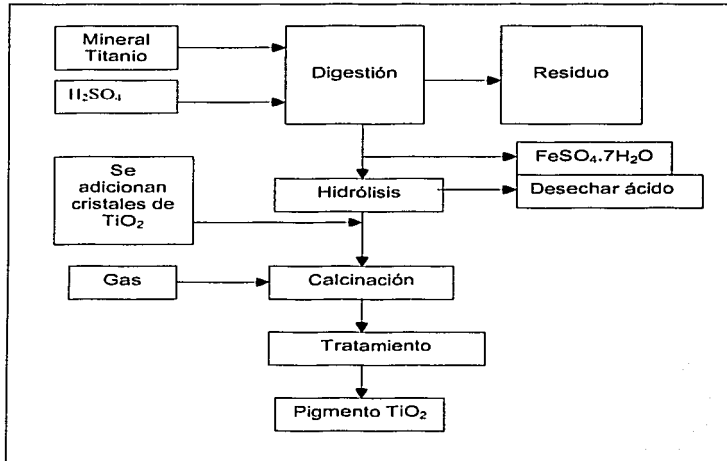 Mineral
Titanio
H₂SO₄
Digestión
Residuo
FeSO₄.7H₂O
Se
adicionan
cristales de
TiO₂
Hidrólisis
Desechar ácido
Gas
Calcinación
Tratamiento
Pigmento TiO₂